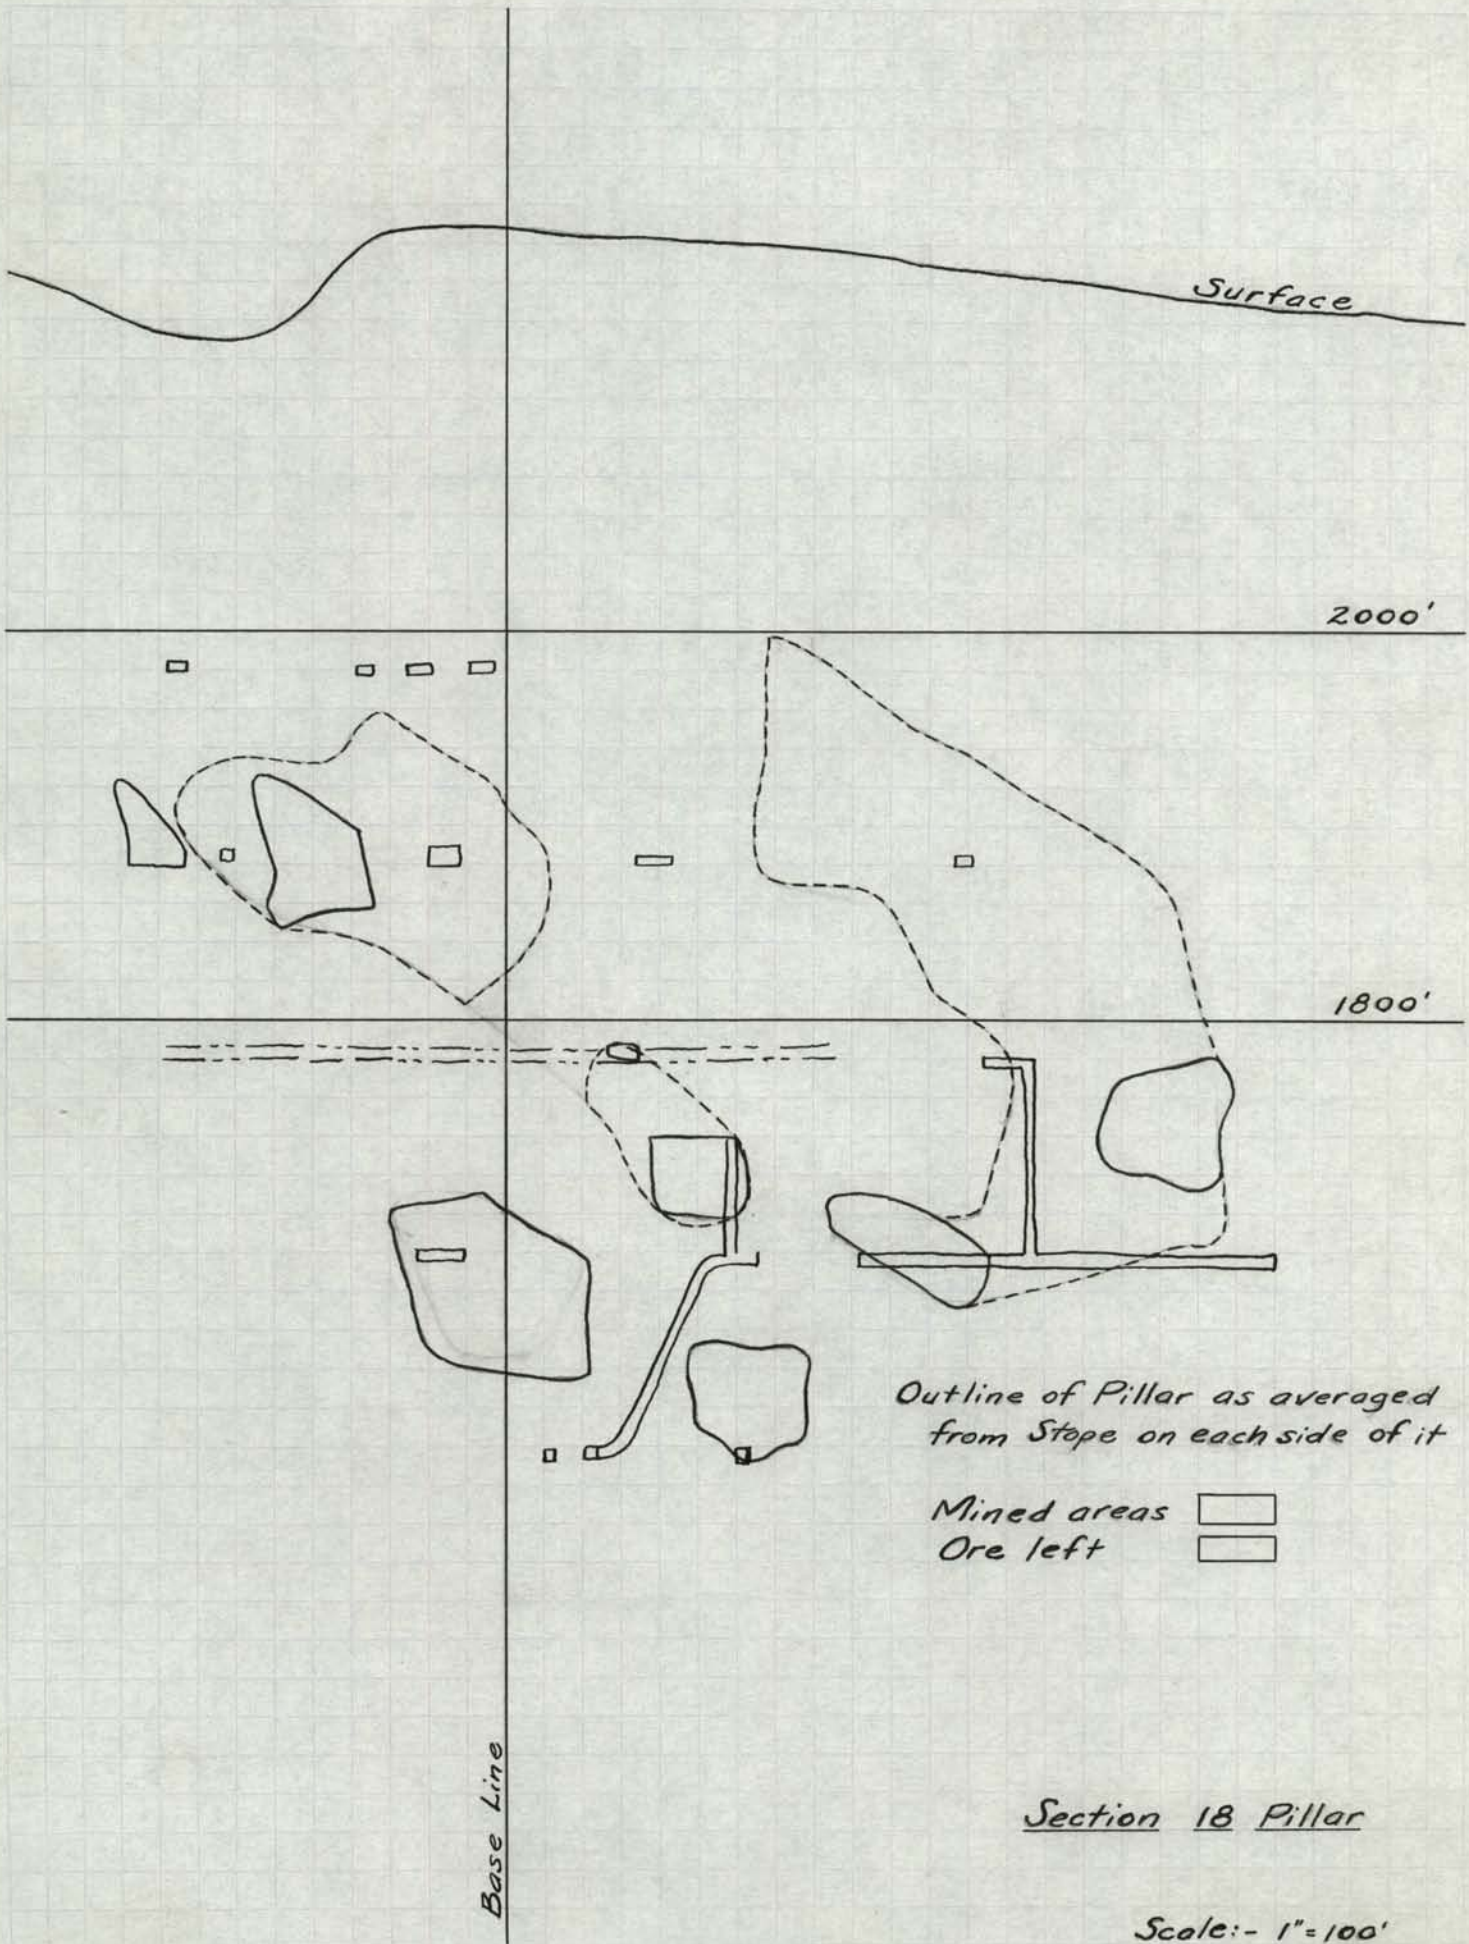 Surface
2000'
1800'
Outline of Pillar as averaged
from Stope on each side of it
Mined areas
Ore left
Base Line
Section 18 Pillar
Scale:- 1"=100'